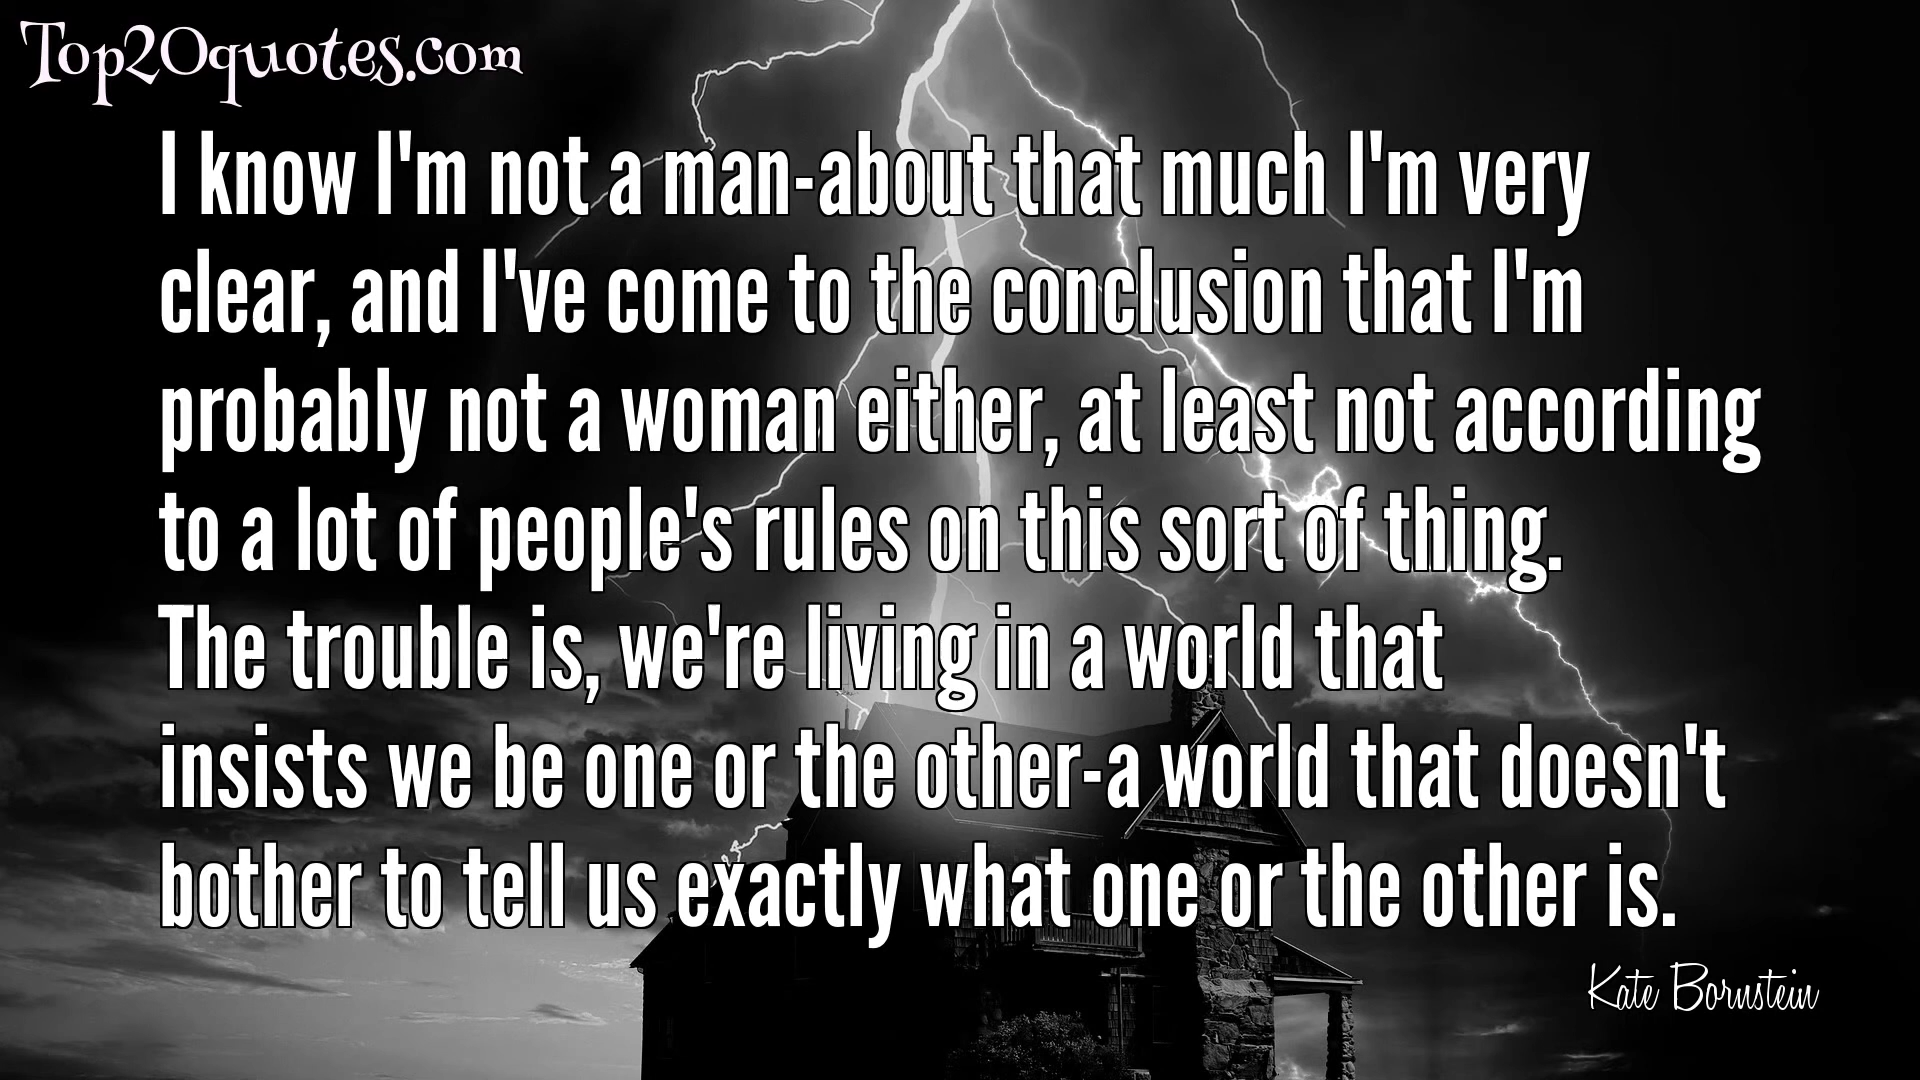 Top20quotes.com
I know I'm not a man-about that much I'm very
clear, and I've come to the conclusion that I'm
probably not a woman either, at least not according
to a lot of people's rules on this sort of thing.
The trouble is, we're living in a world that
insists we be one or the other-a world that doesn't
bother to tell us exactly what one or the other is.
Kate Bornstein